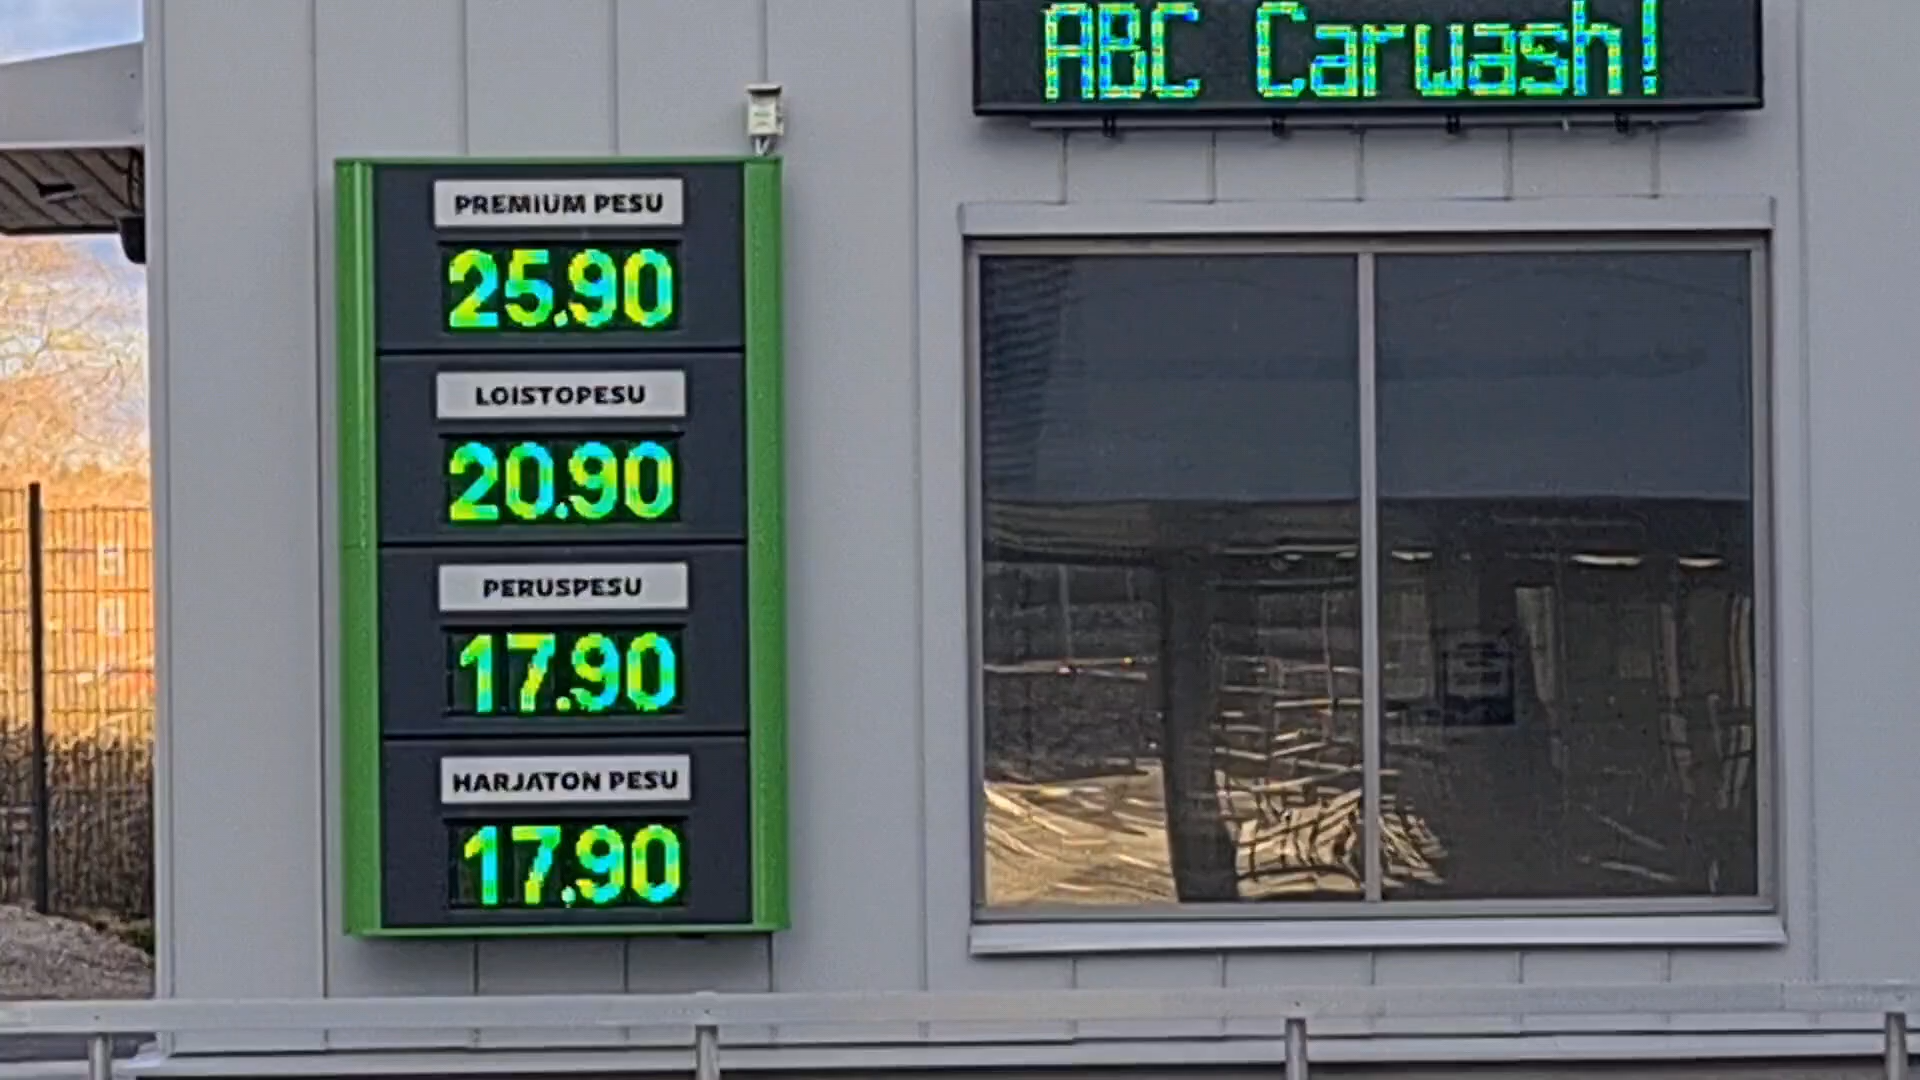 ABC Carwash!
PREMIUM PESU
25.90
LOISTOPESU
20.90
PERUSPESU
17.90
HARJATON PESU
17.90